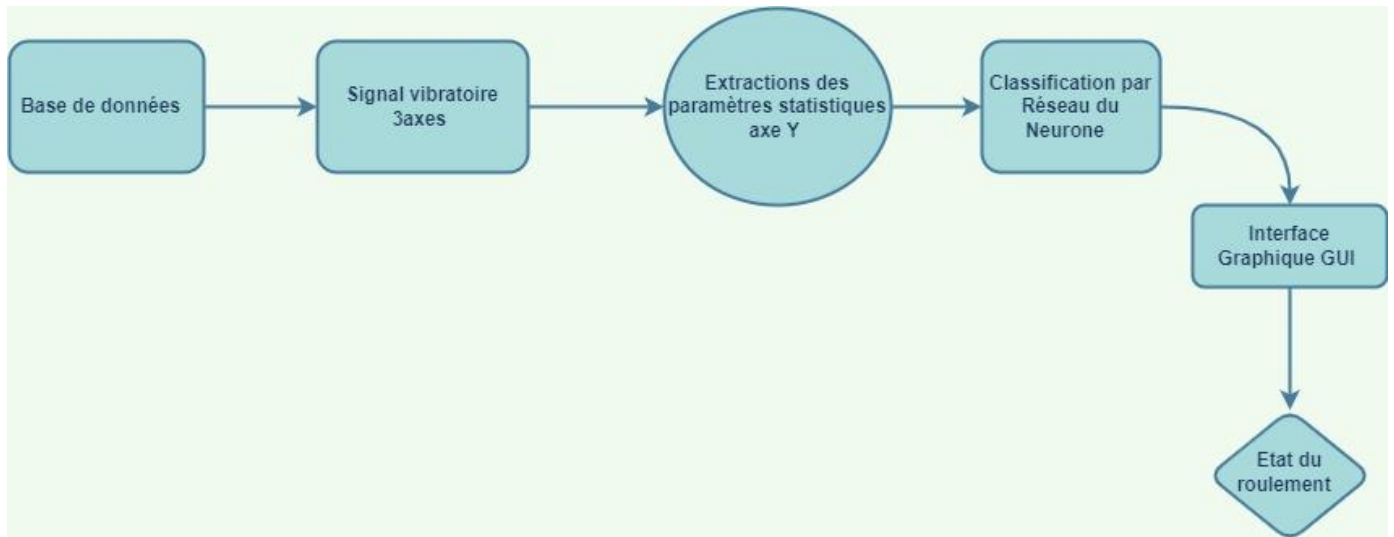 Base de données
Signal vibratoire
3axes
Extractions des
paramètres statistiques
axe Y
Classification par
Réseau du
Neurone
Interface
Graphique GUI
Etat du
roulement